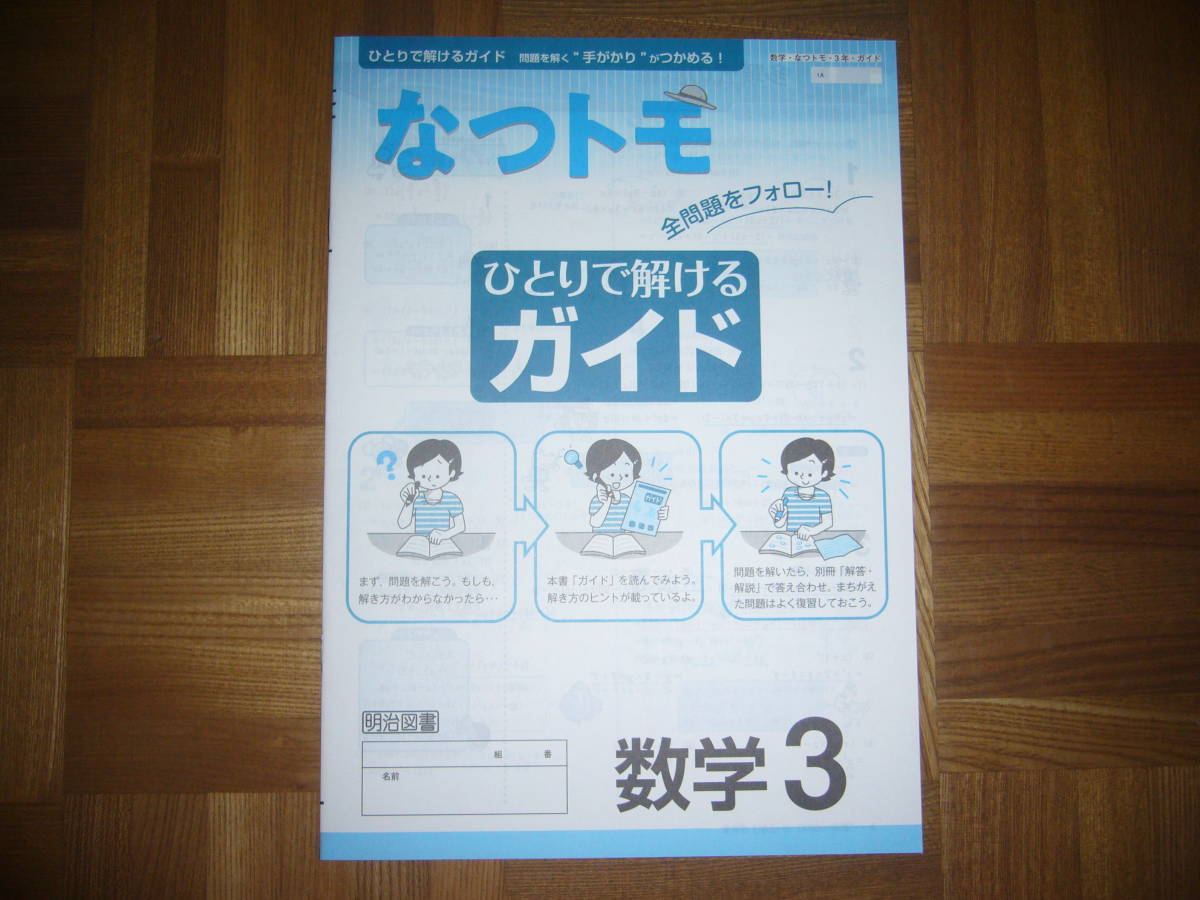 ひとりで解けるガイド 問題を解く“手がかり”がつかめる!
数学・なつトモ・3年・ガイド
1A
なつトモ
全問題をフォロー!
ひとりで解ける
ガイド
?
まず,問題を解こう。もしも,
解き方がわからなかったら…
ガイド
本書「ガイド」を読んでみよう。
解き方のヒントが載っているよ。
問題を解いたら,別冊「解答・
解説」で答え合わせ。まちがえ
た問題はよく復習しておこう。
明治図書
組 番
名前
数学3